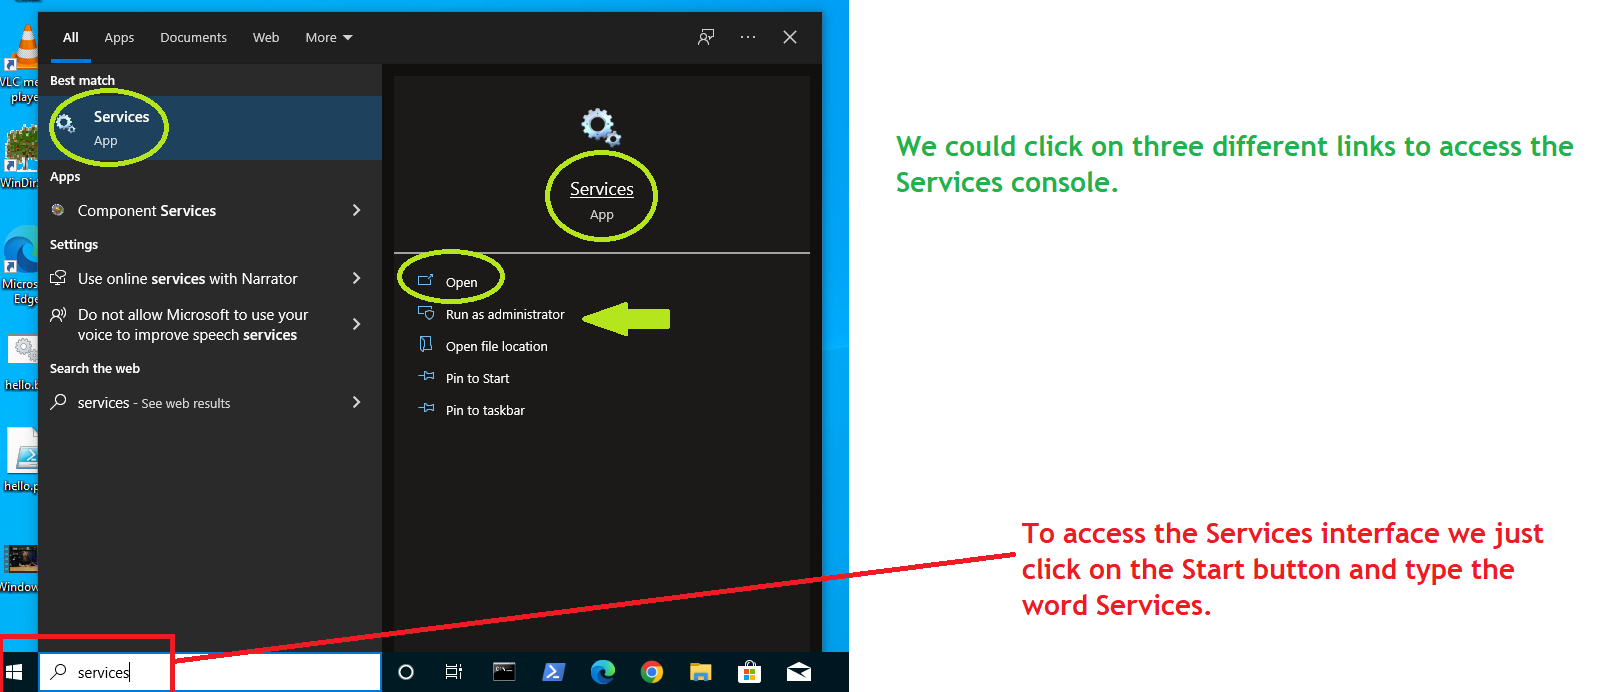 All Apps Documents Web More
VLC me
playe
WinDirS
Micros
Edge
hello.b
hello.p
Window
Best match
Services
App
Apps
Component Services
Settings
Use online services with Narrator
Do not allow Microsoft to use your
voice to improve speech services
Search the web
services - See web results
Services
App
Open
Run as administrator
Open file location
Pin to Start
Pin to taskbar
We could click on three different links to access the
Services console.
To access the Services interface we just
click on the Start button and type the
word Services.
services